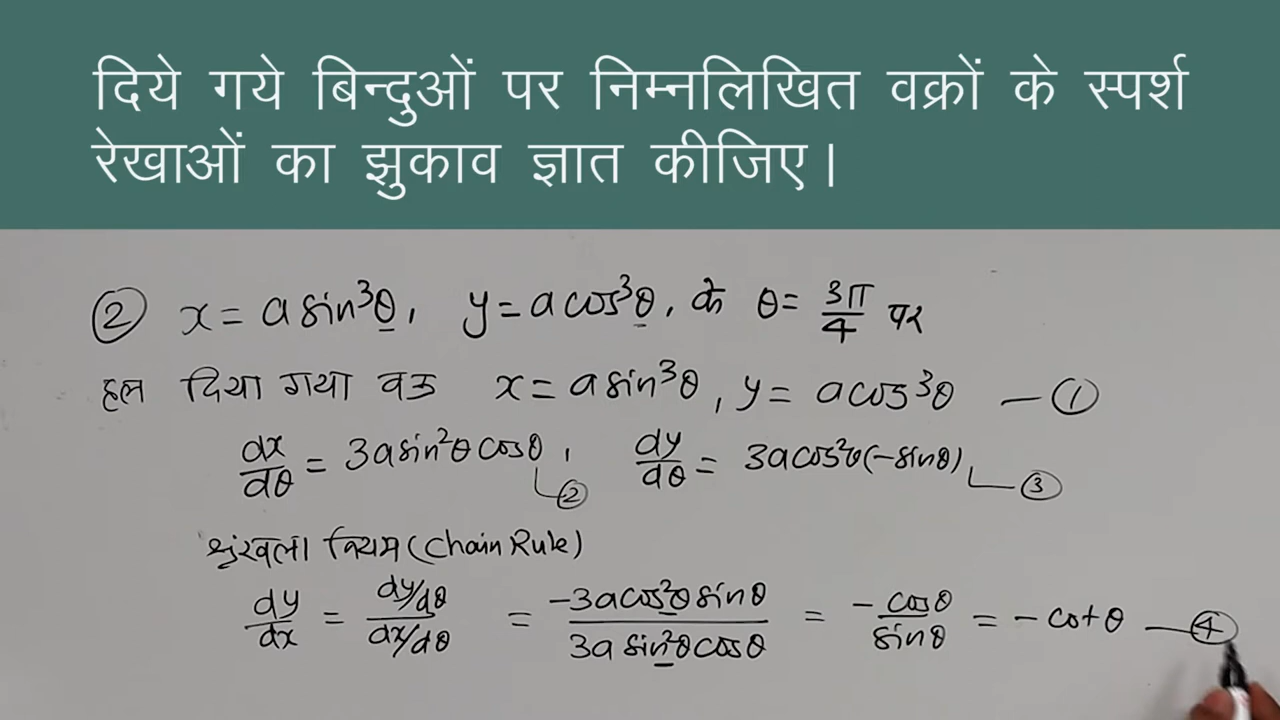 दिये गये बिन्दुओं पर निम्नलिखित वक्रों के स्पर्श
रेखाओं का झुकाव ज्ञात कीजिए।
② x = a sin³θ, y = a cos³θ, के θ = 3π/4 पर
हल दिया गया वक्र x = a sin³θ, y = a cos³θ — ①
dx/dθ = 3a sin²θ cosθ, ② dy/dθ = 3a cos²θ(-sinθ) ③
श्रृंखला नियम (Chain Rule)
dy/dx = (dy/dθ)/(dx/dθ) = (-3a cos²θ sinθ)/(3a sin²θ cosθ) = (-cosθ)/(sinθ) = -cotθ — ④